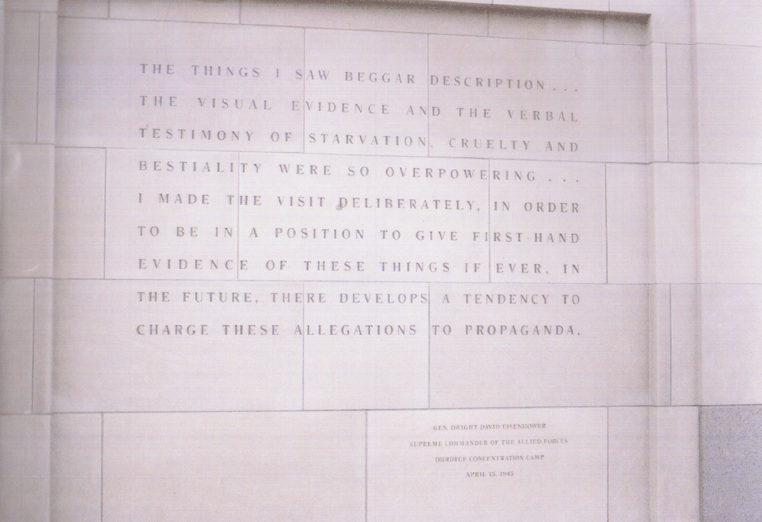 THE THINGS I SAW BEGGAR DESCRIPTION...
THE VISUAL EVIDENCE AND THE VERBAL
TESTIMONY OF STARVATION, CRUELTY AND
BESTIALITY WERE SO OVERPOWERING ...
I MADE THE VISIT DELIBERATELY, IN ORDER
TO BE IN A POSITION TO GIVE FIRST-HAND
EVIDENCE OF THESE THINGS IF EVER, IN
THE FUTURE, THERE DEVELOPS A TENDENCY TO
CHARGE THESE ALLEGATIONS TO PROPAGANDA.
GEN. DWIGHT DAVID EISENHOWER
SUPREME COMMANDER OF THE ALLIED FORCES
OHRDRUF CONCENTRATION CAMP
APRIL 15, 1945